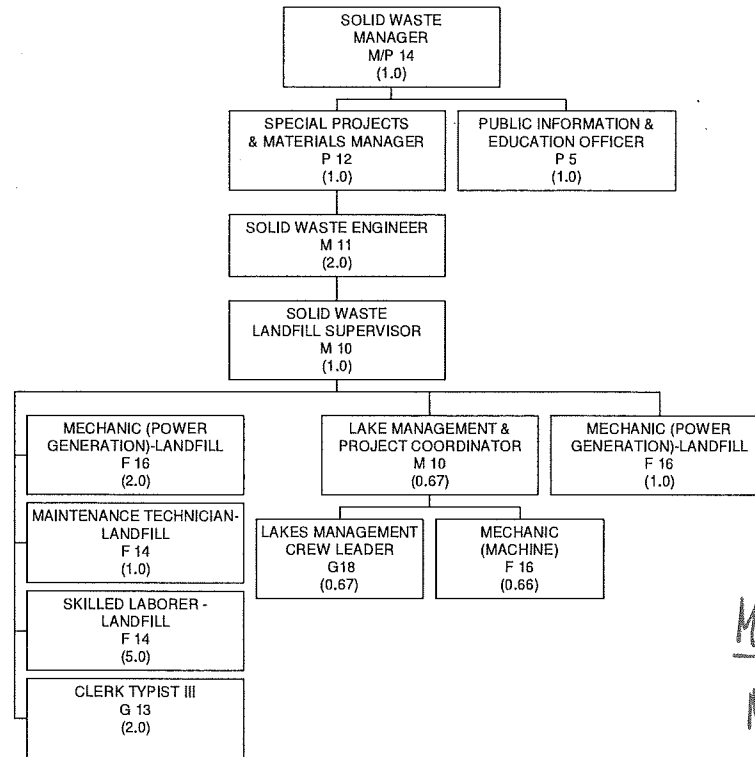 SOLID WASTE
MANAGER
M/P 14
(1.0)
SPECIAL PROJECTS
& MATERIALS MANAGER
P 12
(1.0)
PUBLIC INFORMATION &
EDUCATION OFFICER
P 5
(1.0)
SOLID WASTE ENGINEER
M 11
(2.0)
SOLID WASTE
LANDFILL SUPERVISOR
M 10
(1.0)
MECHANIC (POWER
GENERATION)-LANDFILL
F 16
(2.0)
LAKE MANAGEMENT &
PROJECT COORDINATOR
M 10
(0.67)
MECHANIC (POWER
GENERATION)-LANDFILL
F 16
(1.0)
MAINTENANCE TECHNICIAN-
LANDFILL
F 14
(1.0)
LAKES MANAGEMENT
CREW LEADER
G18
(0.67)
MECHANIC
(MACHINE)
F 16
(0.66)
SKILLED LABORER -
LANDFILL
F 14
(5.0)
CLERK TYPIST III
G 13
(2.0)